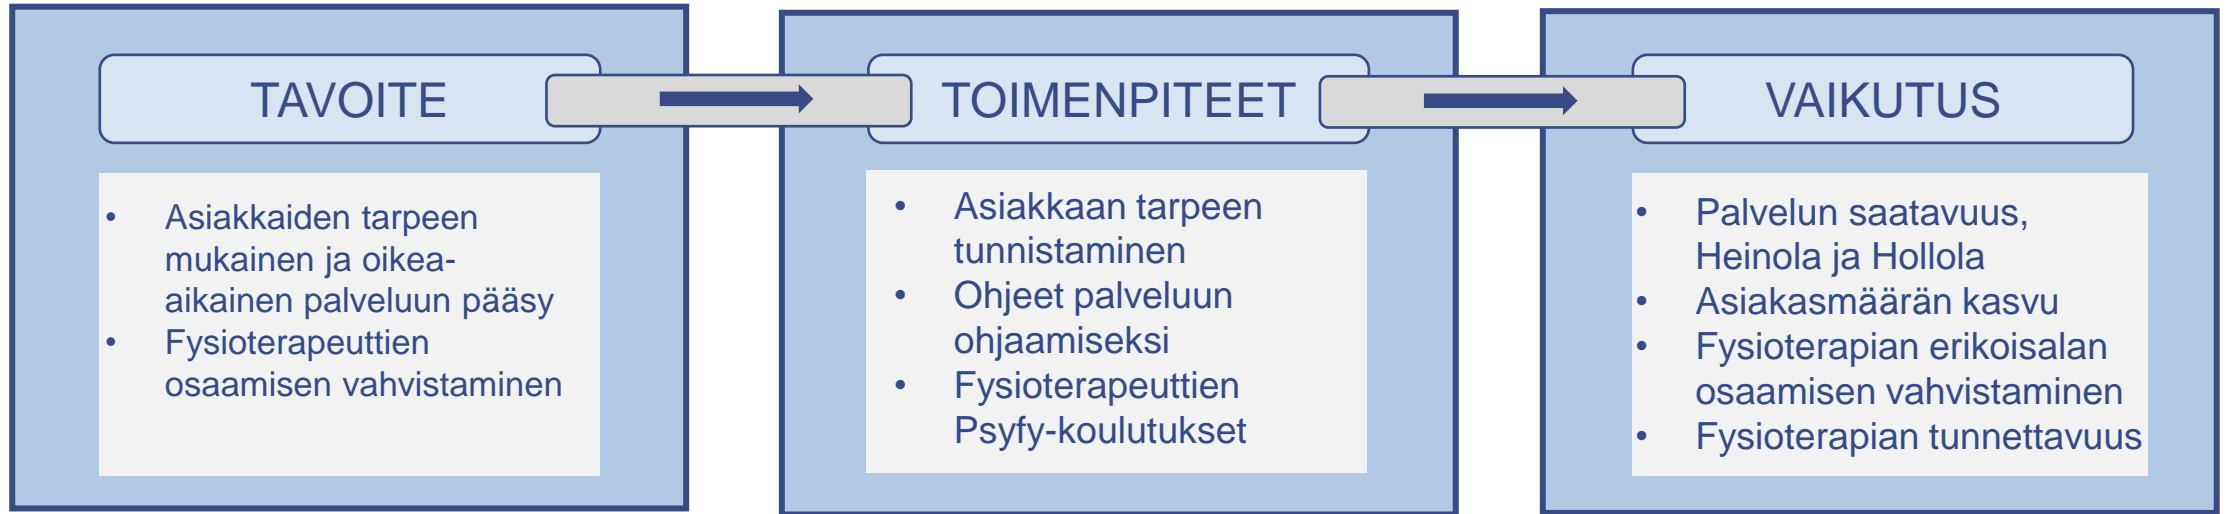 TAVOITE
• Asiakkaiden tarpeen
mukainen ja oikea-
aikainen palveluun pääsy
• Fysioterapeuttien
osaamisen vahvistaminen
TOIMENPITEET
• Asiakkaan tarpeen
tunnistaminen
• Ohjeet palveluun
ohjaamiseksi
• Fysioterapeuttien
Psyfy-koulutukset
VAIKUTUS
• Palvelun saatavuus,
Heinola ja Hollola
• Asiakasmäärän kasvu
• Fysioterapian erikoisalan
osaamisen vahvistaminen
• Fysioterapian tunnettavuus